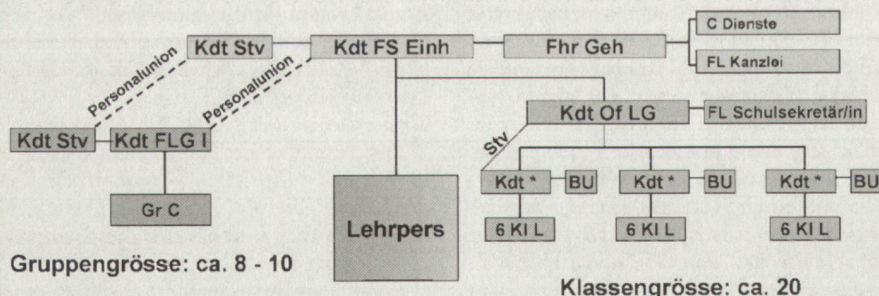 C Dienste
Kdt Stv Kdt FS Einh Fhr Geh
FL Kanzlei
Personalunion
Personalunion
Kdt Of LG FL Schulsekretär/in
Kdt Stv Kdt FLG I
Stv
Kdt * BU Kdt * BU Kdt * BU
Gr C
Lehrpers
6 Kl L 6 Kl L 6 Kl L
Gruppengrösse: ca. 8 - 10
Klassengrösse: ca. 20